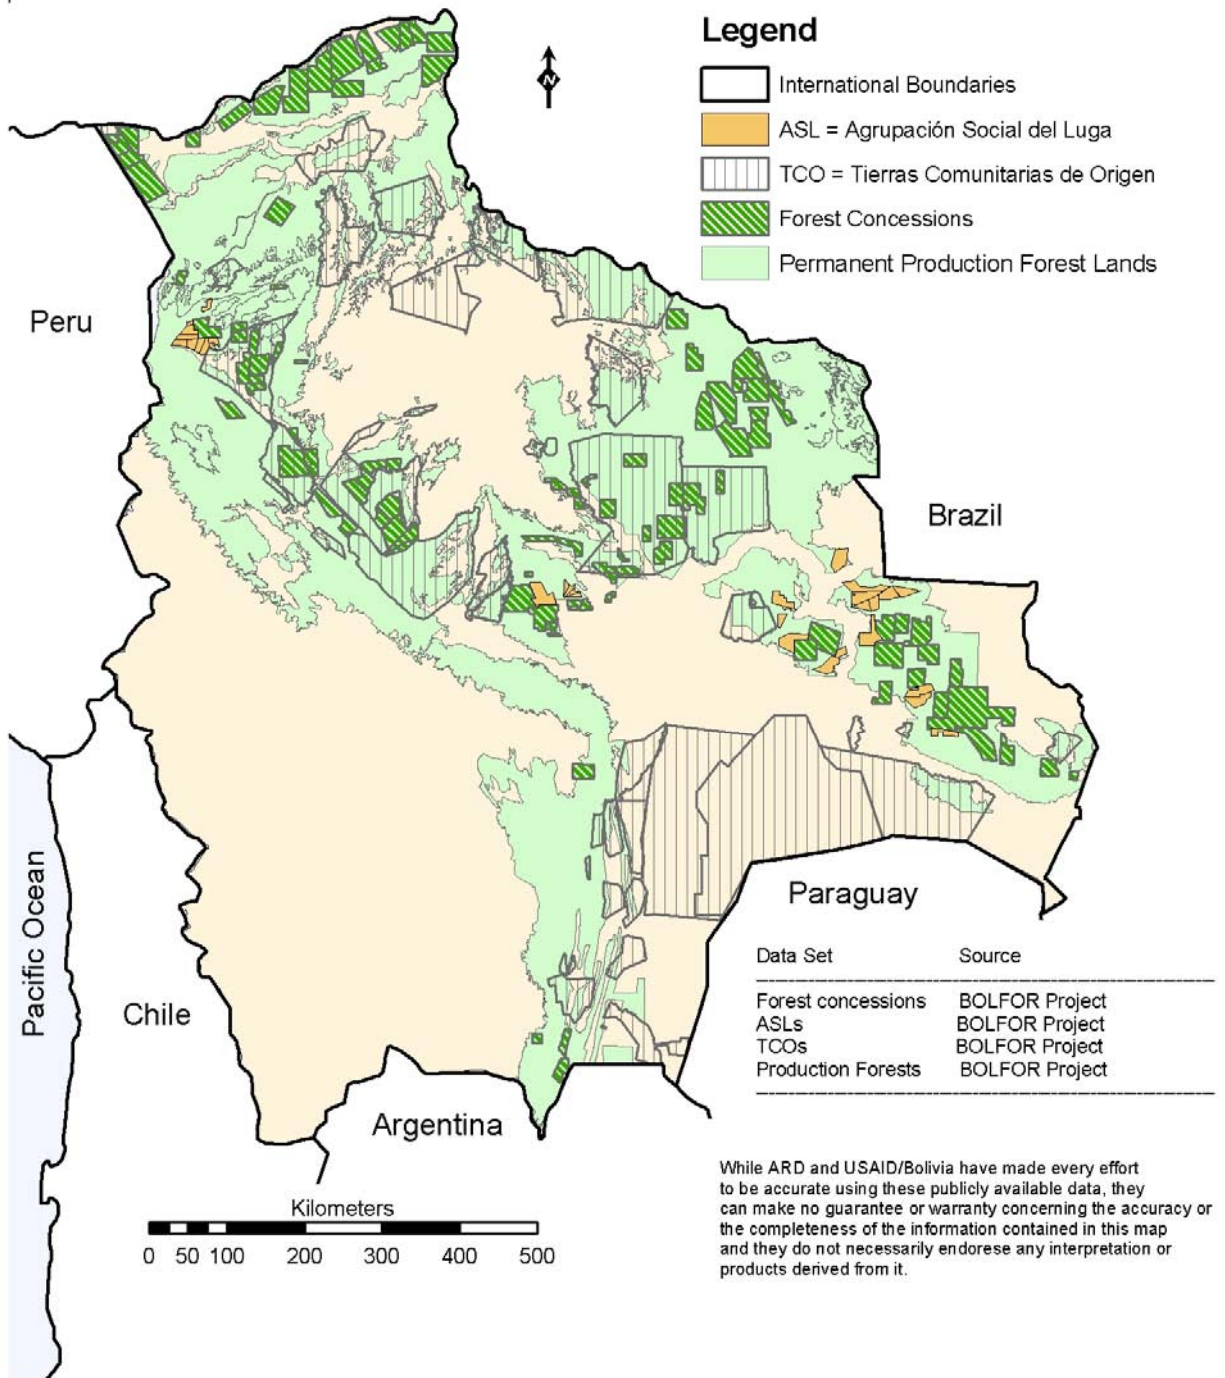 Legend
International Boundaries
ASL = Agrupación Social del Luga
TCO = Tierras Comunitarias de Origen
Forest Concessions
Permanent Production Forest Lands
N
Peru
Brazil
Pacific Ocean
Chile
Paraguay
Argentina
Data Set Source
Forest concessions BOLFOR Project
ASLs BOLFOR Project
TCOs BOLFOR Project
Production Forests BOLFOR Project
Kilometers
0 50 100 200 300 400 500
While ARD and USAID/Bolivia have made every effort
to be accurate using these publicly available data, they
can make no guarantee or warranty concerning the accuracy or
the completeness of the information contained in this map
and they do not necessarily endorese any interpretation or
products derived from it.